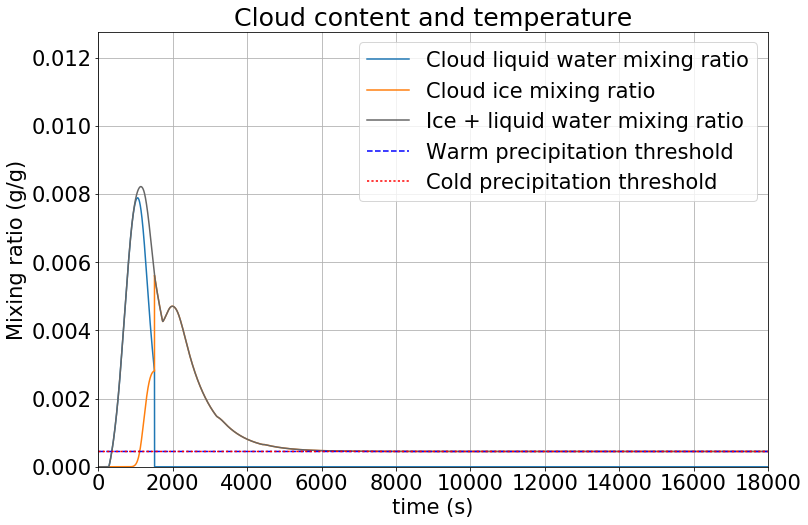 Cloud content and temperature
Mixing ratio (g/g)
0.012
0.010
0.008
0.006
0.004
0.002
0.000
Cloud liquid water mixing ratio
Cloud ice mixing ratio
Ice + liquid water mixing ratio
Warm precipitation threshold
Cold precipitation threshold
0 2000 4000 6000 8000 10000 12000 14000 16000 18000
time (s)